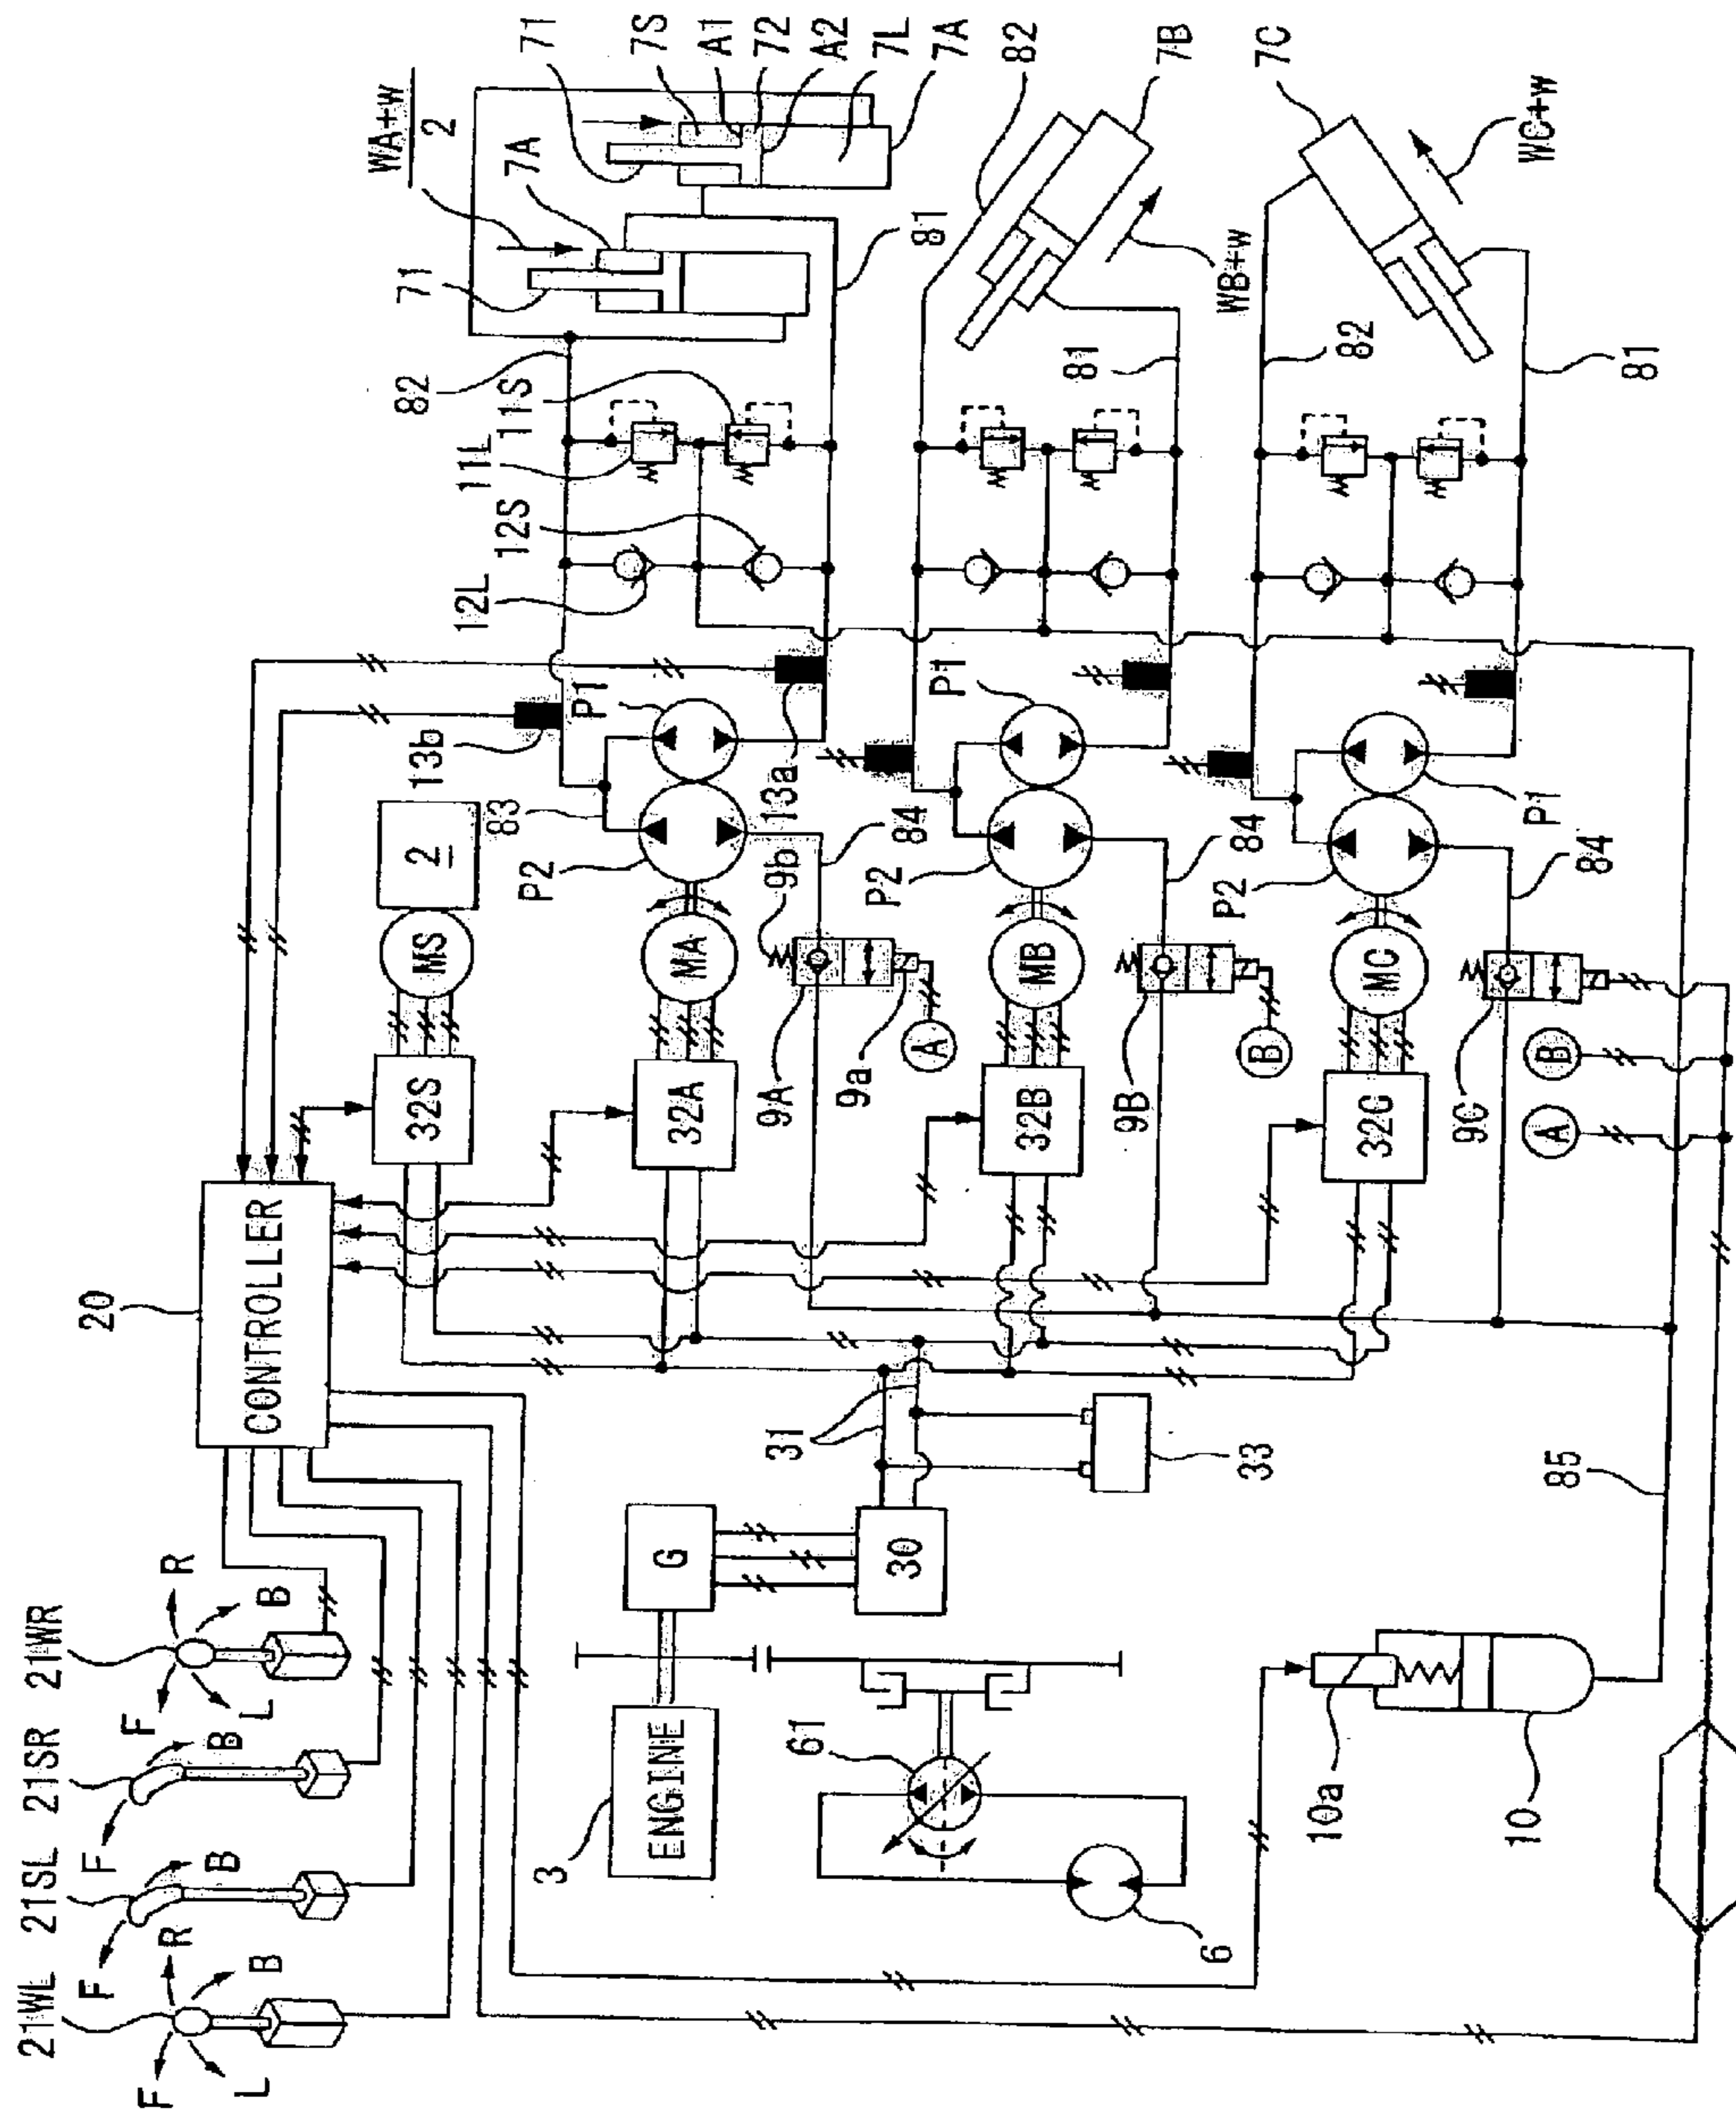 21WL 21SL 21SR 21WR
F
L
R
B
F
B
F
B
F
L
R
B
20
CONTROLLER
3
ENGINE
G
30
31
33
61
6
10a
10
85
32S
MS
2
13b
32A
MA
P2
83
P1
13a
84
9b
9A
9a
A
32B
MB
P2
P1
84
9B
B
32C
MC
P2
P1
84
9C
A
B
12L
12S
11L
11S
82
81
71
7A
WA+w
2
71
7S
A1
72
A2
7L
7A
82
7B
WB+w
81
7C
WC+w
82
81